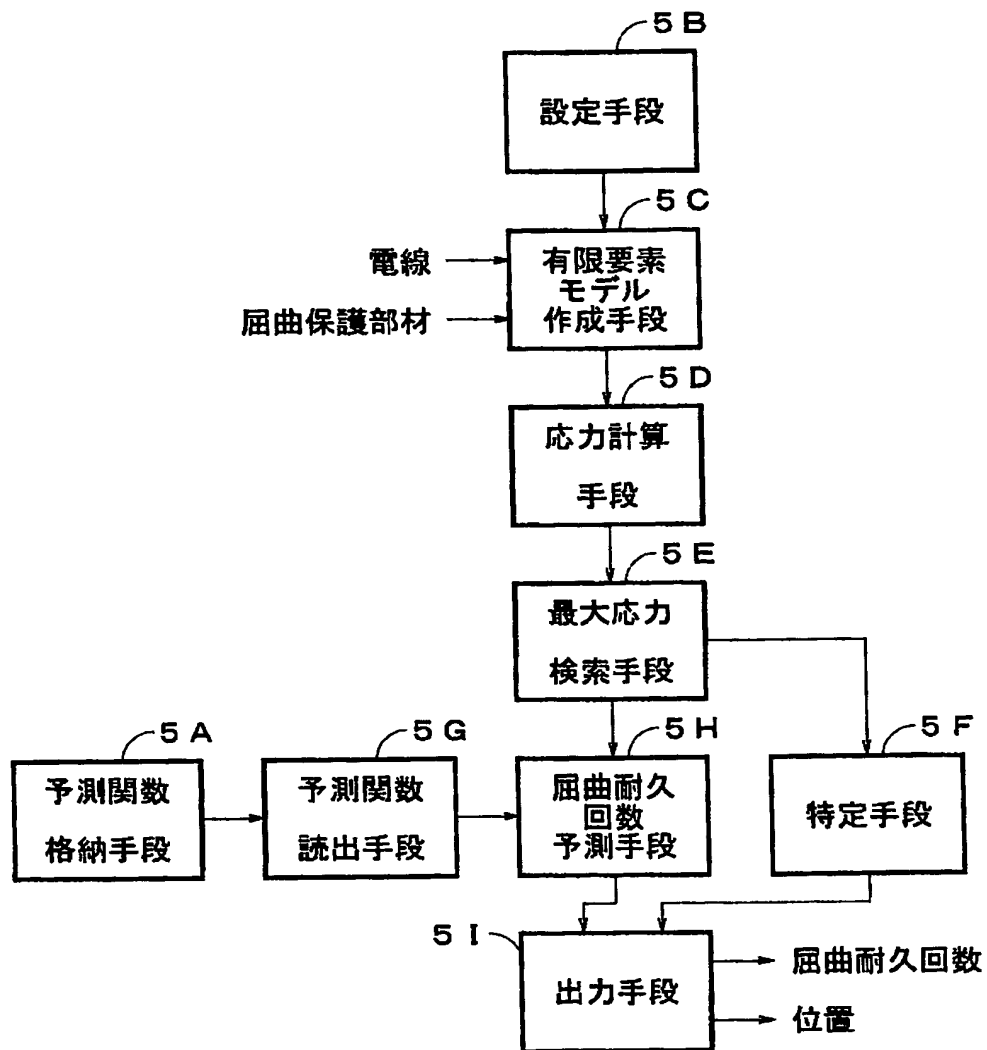 5B
設定手段
5C
電線
屈曲保護部材
有限要素
モデル
作成手段
5D
応力計算
手段
5E
最大応力
検索手段
5A
予測関数
格納手段
5G
予測関数
読出手段
5H
屈曲耐久
回数
予測手段
5F
特定手段
5I
出力手段
屈曲耐久回数
位置